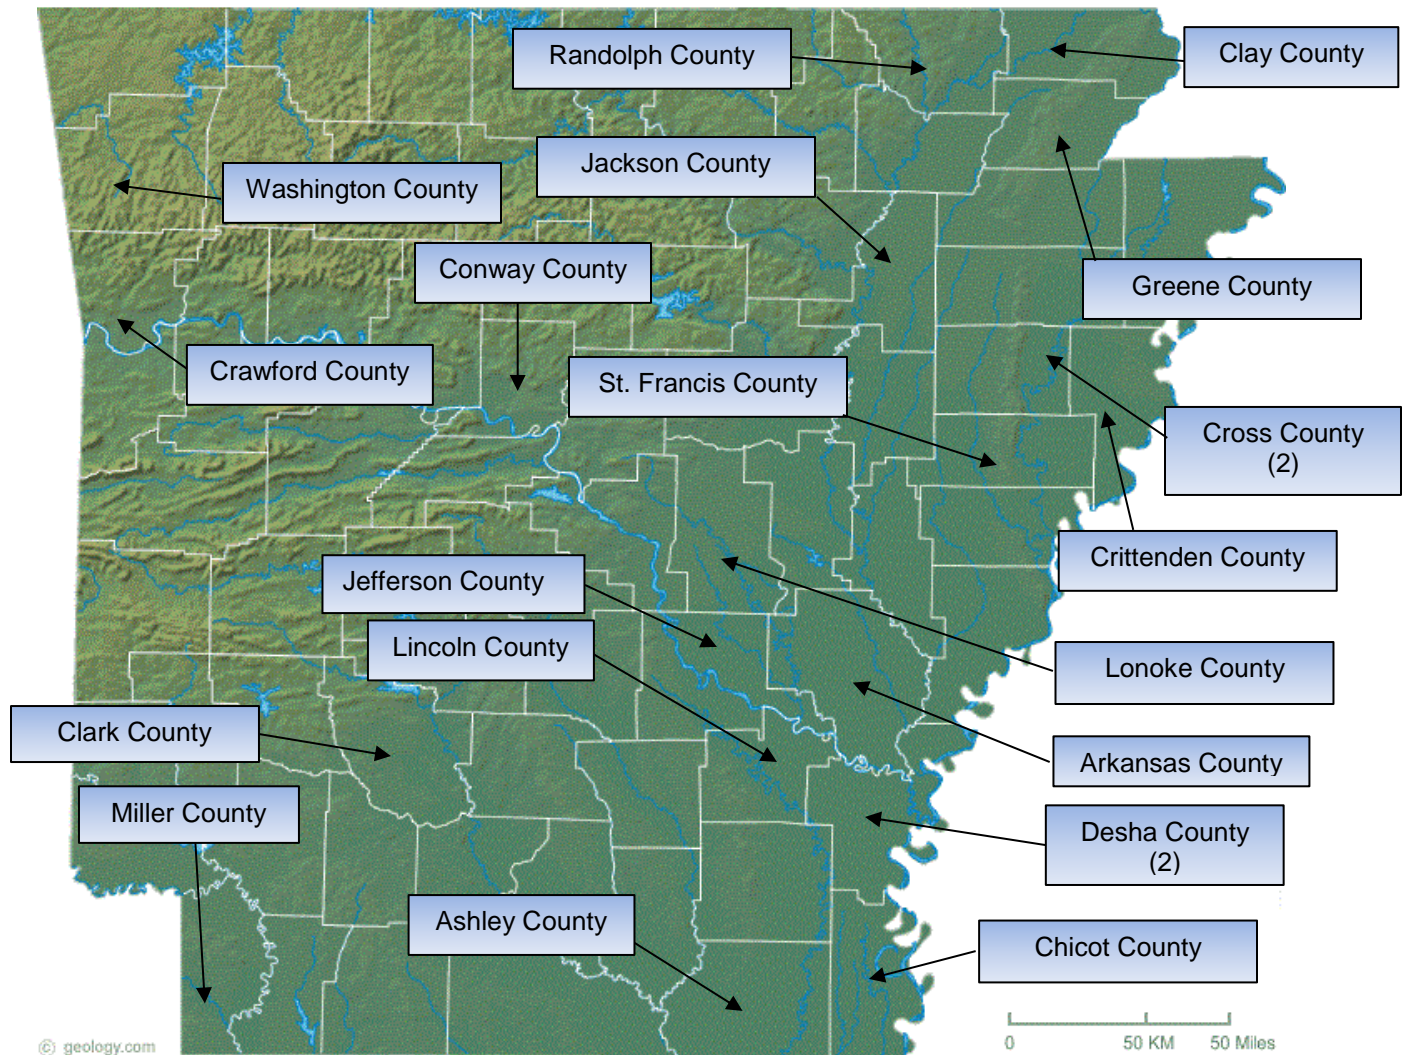 Randolph County
Clay County
Jackson County
Washington County
Conway County
Greene County
Crawford County
St. Francis County
Cross County
(2)
Crittenden County
Jefferson County
Lincoln County
Lonoke County
Clark County
Arkansas County
Miller County
Desha County
(2)
Ashley County
Chicot County
0 50 KM 50 Miles
© geology.com